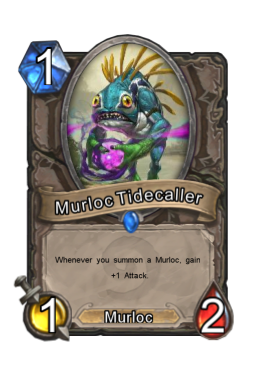 1
Murloc Tidecaller
Whenever you summon a Murloc, gain
+1 Attack.
1
Murloc
2